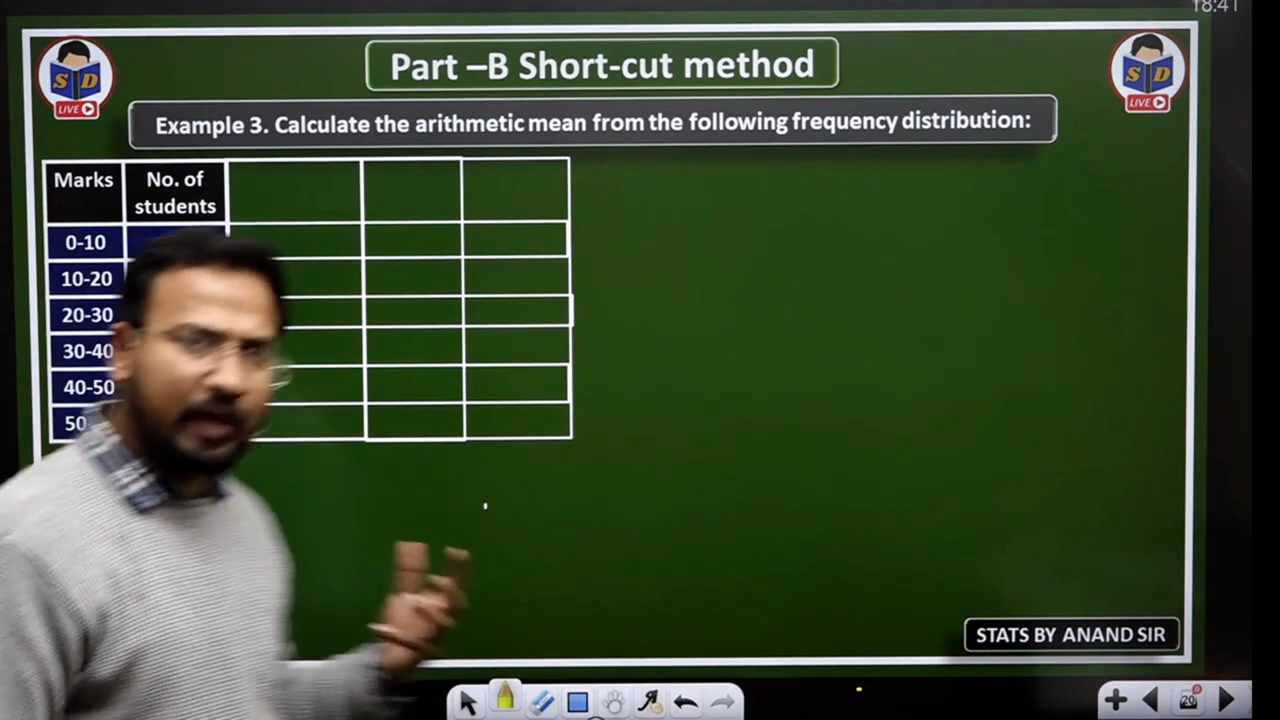 18:41
Part –B Short-cut method
S D
LIVE
S D
LIVE
Example 3. Calculate the arithmetic mean from the following frequency distribution:
Marks
No. of
students
0-10
10-20
20-30
30-40
40-50
50
STATS BY ANAND SIR
20